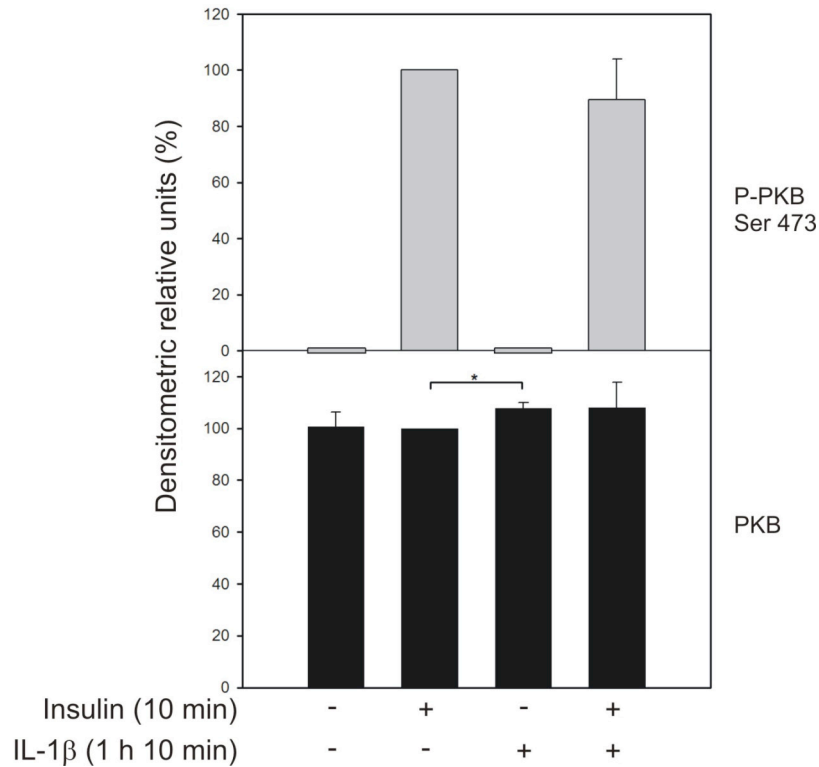 Densitometric relative units (%)
120
100
80
60
40
20
0
P-PKB
Ser 473
120
100
80
60
40
20
0
*
PKB
Insulin (10 min) - + - +
IL-1β (1 h 10 min) - - + +